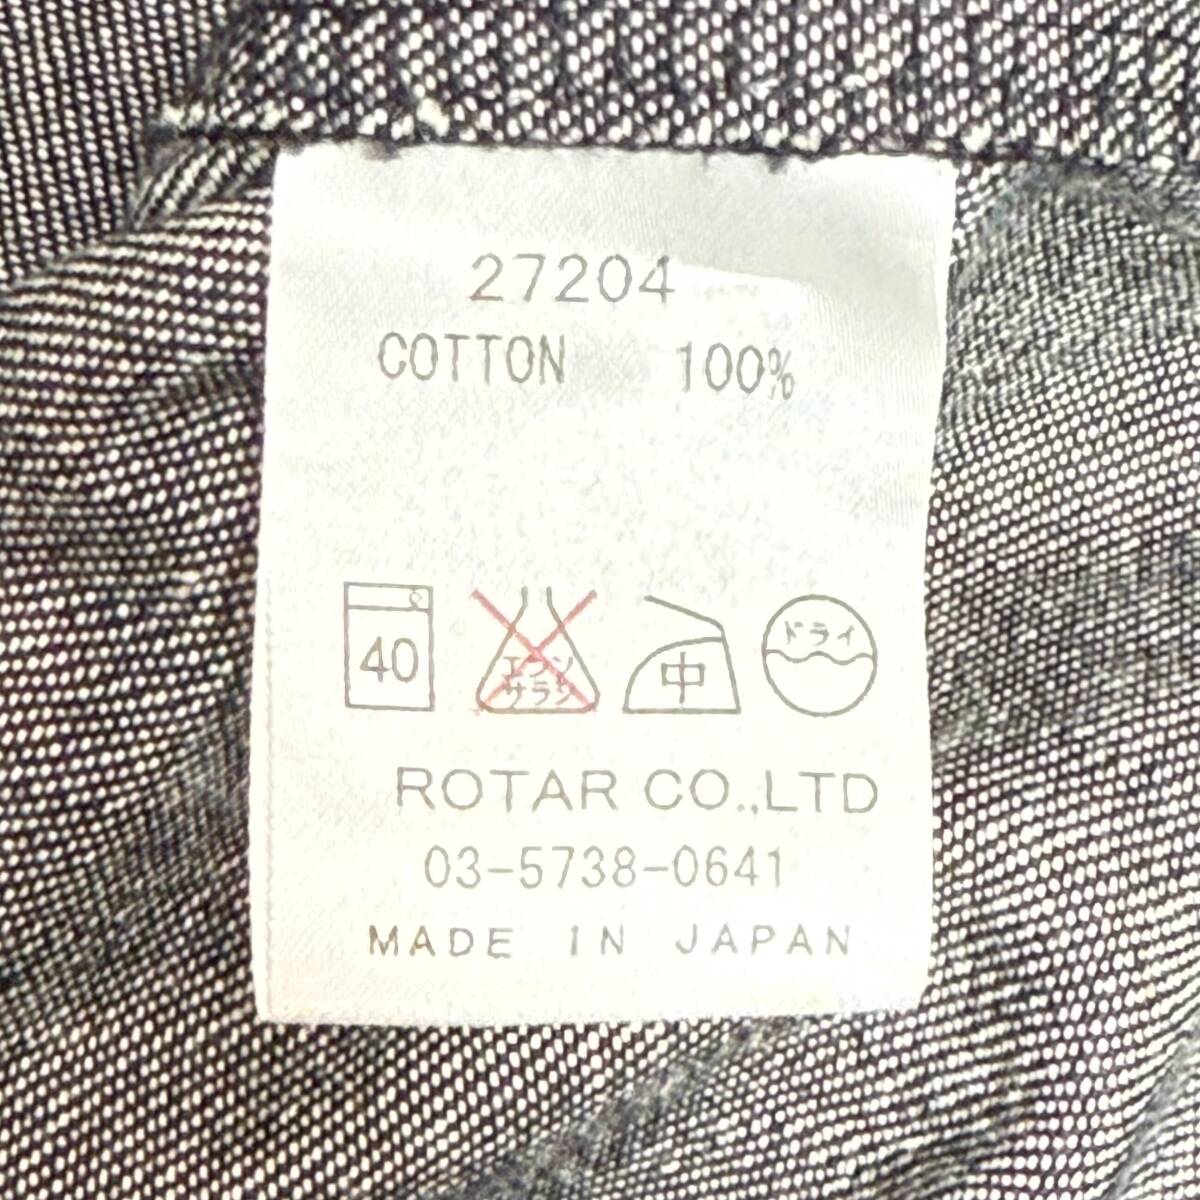 27204
COTTON 100%
40
エンソ
サラシ
中
ドライ
ROTAR CO.,LTD
03-5738-0641
MADE IN JAPAN